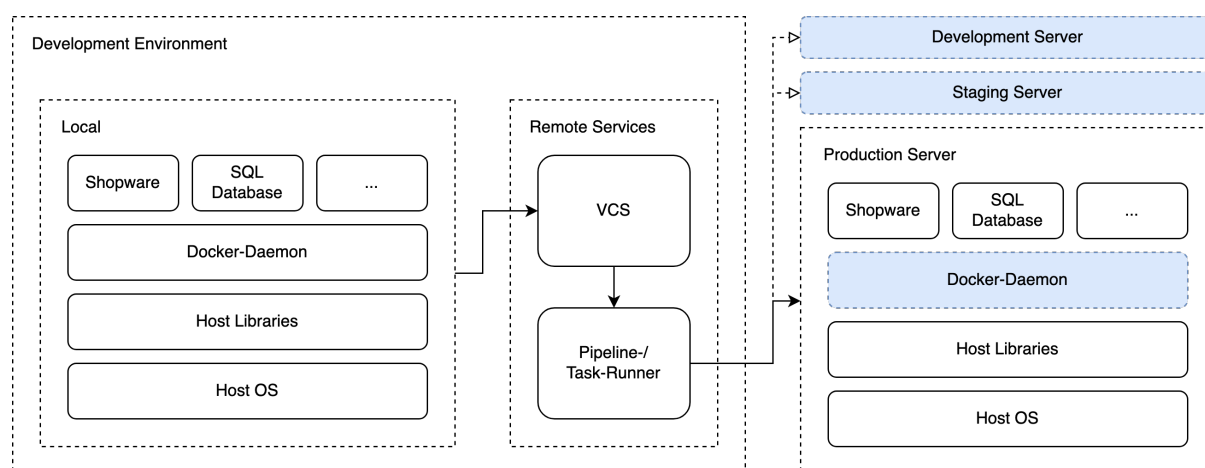 Development Environment
Local
Shopware
SQL
Database
...
Docker-Daemon
Host Libraries
Host OS
Remote Services
VCS
Pipeline-/
Task-Runner
Development Server
Staging Server
Production Server
Shopware
SQL
Database
...
Docker-Daemon
Host Libraries
Host OS